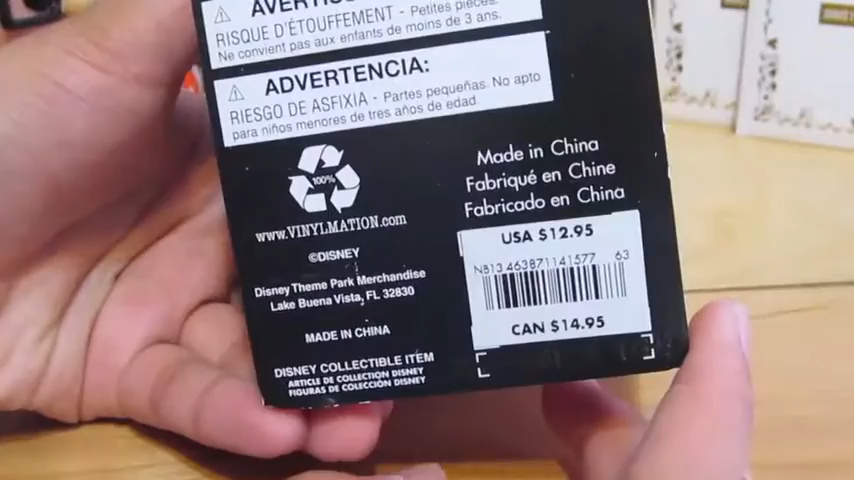 RISQUE D'ÉTOUFFEMENT - Petites pièces.
Ne convient pas aux enfants de moins de 3 ans.
ADVERTENCIA:
RIESGO DE ASFIXIA - Partes pequeñas. No apto
para niños menores de tres años de edad
100%
www.VINYLMATION.com
©DISNEY
Disney Theme Park Merchandise
Lake Buena Vista, FL 32830
MADE IN CHINA
DISNEY COLLECTIBLE ITEM
ARTICLES DE COLLECTION DISNEY
FIGURAS DE COLECCIÓN DISNEY
Made in China
Fabriqué en Chine
Fabricado en China
USA $12.95
NB13 463871141577 63
CAN $14.95